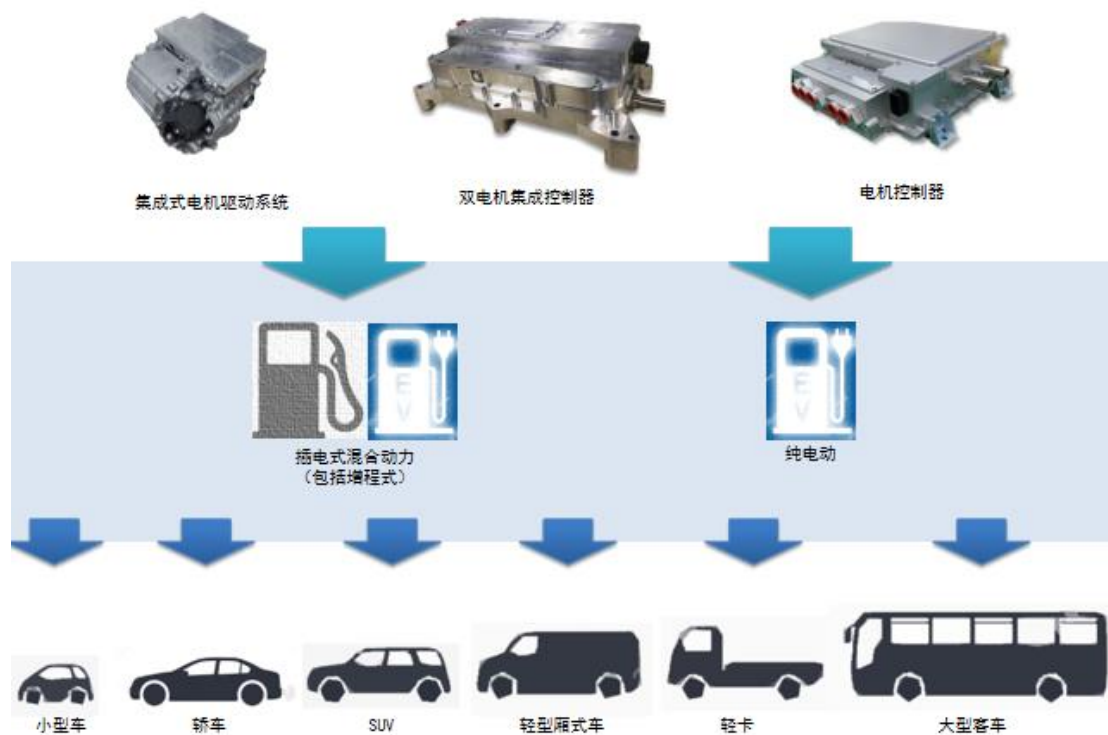 集成式电机驱动系统
双电机集成控制器
电机控制器
EV
EV
插电式混合动力
（包括增程式）
纯电动
小型车
轿车
SUV
轻型厢式车
轻卡
大型客车